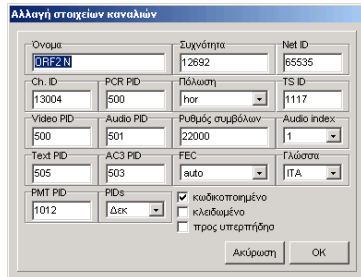 Αλλαγή στοιχείων καναλιών
Όνομα Συχνότητα Net ID
ORF2 N 12692 65535
Ch. ID PCR PID Πόλωση TS ID
13004 500 hor 1117
Video PID Audio PID Ρυθμός συμβόλων Audio index
500 501 22000 1
Text PID AC3 PID FEC Γλώσσα
505 503 auto ITA
PMT PID PIDs κωδικοποιημένο
1012 Δεκ κλειδωμένο
προς υπερπήδησ
Ακύρωση OK